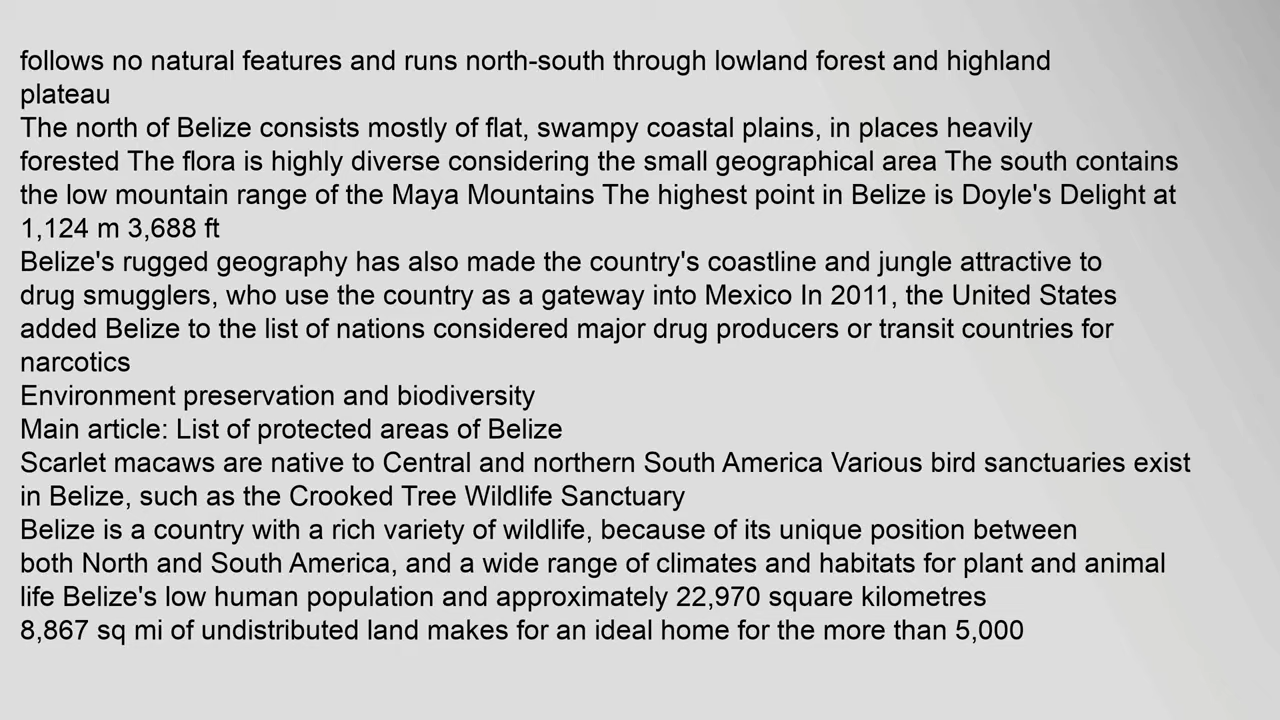 follows no natural features and runs north-south through lowland forest and highland
plateau
The north of Belize consists mostly of flat, swampy coastal plains, in places heavily
forested The flora is highly diverse considering the small geographical area The south contains
the low mountain range of the Maya Mountains The highest point in Belize is Doyle's Delight at
1,124 m 3,688 ft
Belize's rugged geography has also made the country's coastline and jungle attractive to
drug smugglers, who use the country as a gateway into Mexico In 2011, the United States
added Belize to the list of nations considered major drug producers or transit countries for
narcotics
Environment preservation and biodiversity
Main article: List of protected areas of Belize
Scarlet macaws are native to Central and northern South America Various bird sanctuaries exist
in Belize, such as the Crooked Tree Wildlife Sanctuary
Belize is a country with a rich variety of wildlife, because of its unique position between
both North and South America, and a wide range of climates and habitats for plant and animal
life Belize's low human population and approximately 22,970 square kilometres
8,867 sq mi of undistributed land makes for an ideal home for the more than 5,000